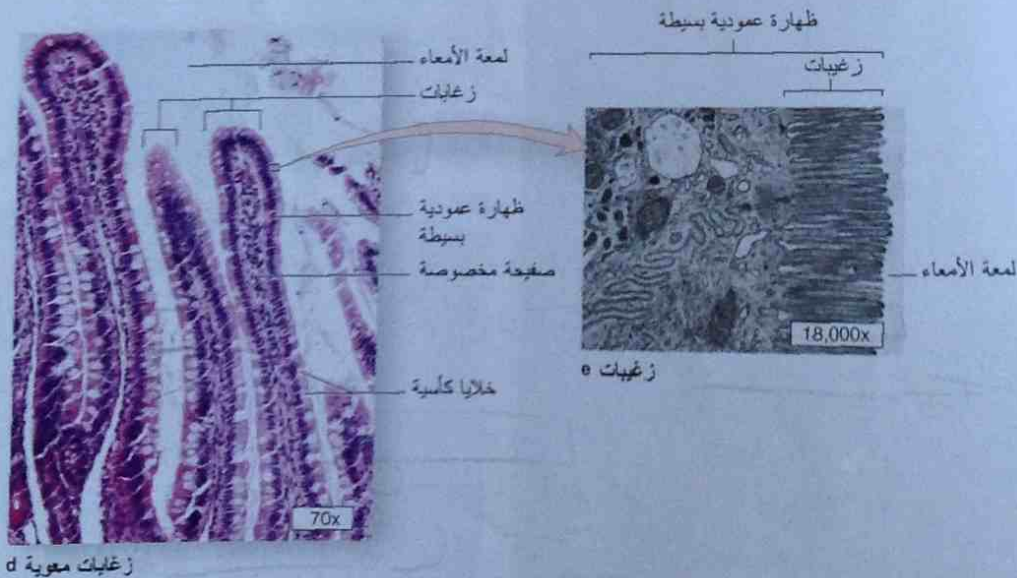 ظهارة عمودية بسيطة
زغيبات
لمعة الأمعاء
زغابات
ظهارة عمودية
بسيطة
صفيحة مخصوصة
خلايا كأسية
70x
زغابات معوية d
لمعة الأمعاء
18,000x
زغيبات e